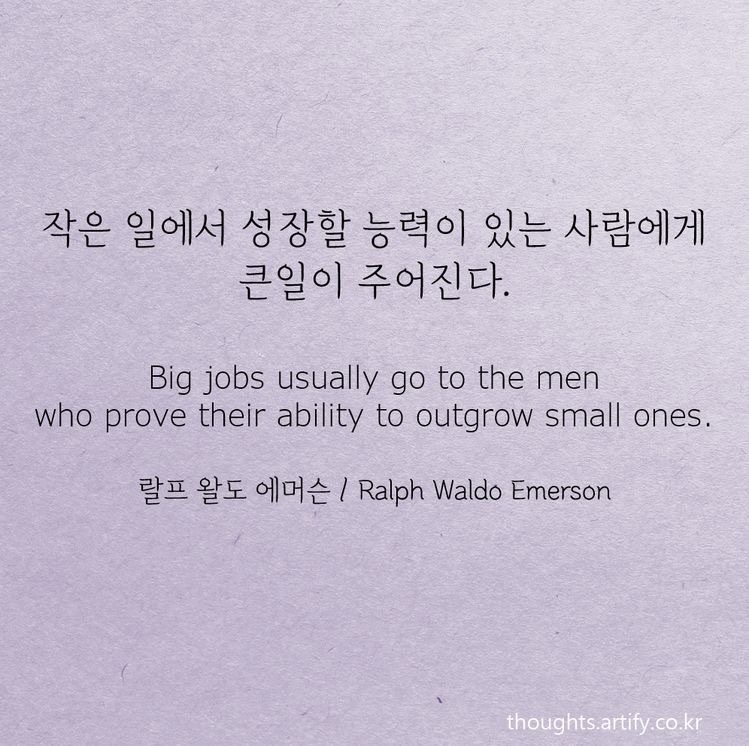 작은 일에서 성장할 능력이 있는 사람에게
큰일이 주어진다.
Big jobs usually go to the men
who prove their ability to outgrow small ones.
랄프 왈도 에머슨 / Ralph Waldo Emerson
thoughts.artify.co.kr